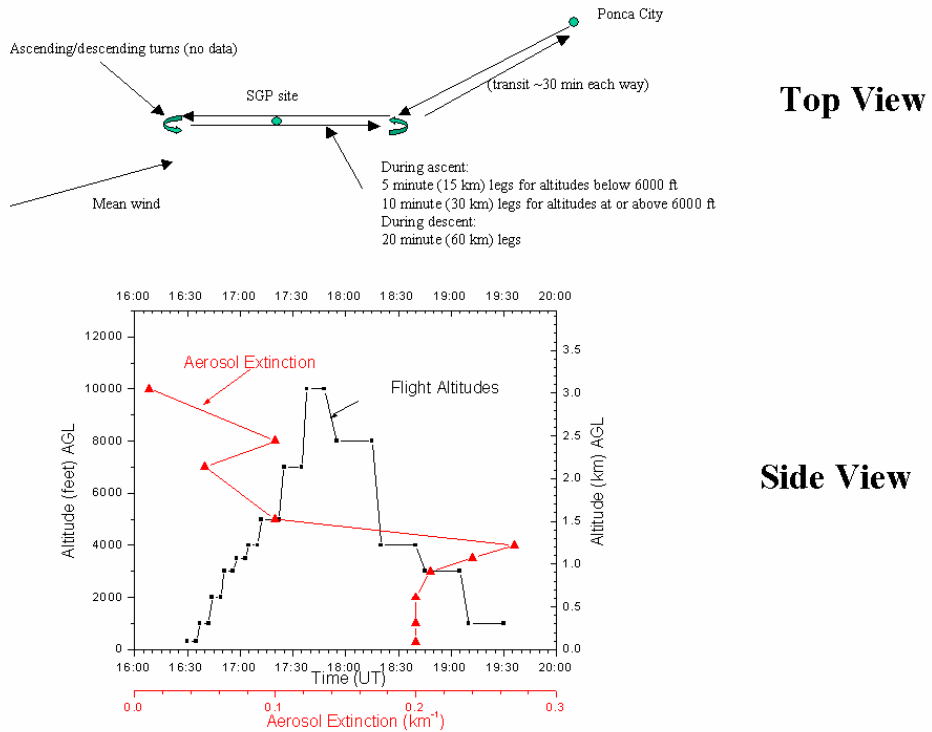 Ponca City
Ascending/descending turns (no data)
(transit ~30 min each way)
SGP site
Top View
During ascent:
5 minute (15 km) legs for altitudes below 6000 ft
10 minute (30 km) legs for altitudes at or above 6000 ft
During descent:
20 minute (60 km) legs
Mean wind
16:00 16:30 17:00 17:30 18:00 18:30 19:00 19:30 20:00
12000
10000
8000
6000
4000
2000
0
Altitude (feet) AGL
Aerosol Extinction
Flight Altitudes
3.5
3.0
2.5
2.0
1.5
1.0
0.5
0.0
Altitude (km) AGL
Side View
16:00 16:30 17:00 17:30 18:00 18:30 19:00 19:30 20:00
Time (UT)
0.0 0.1 0.2 0.3
Aerosol Extinction (km⁻¹)